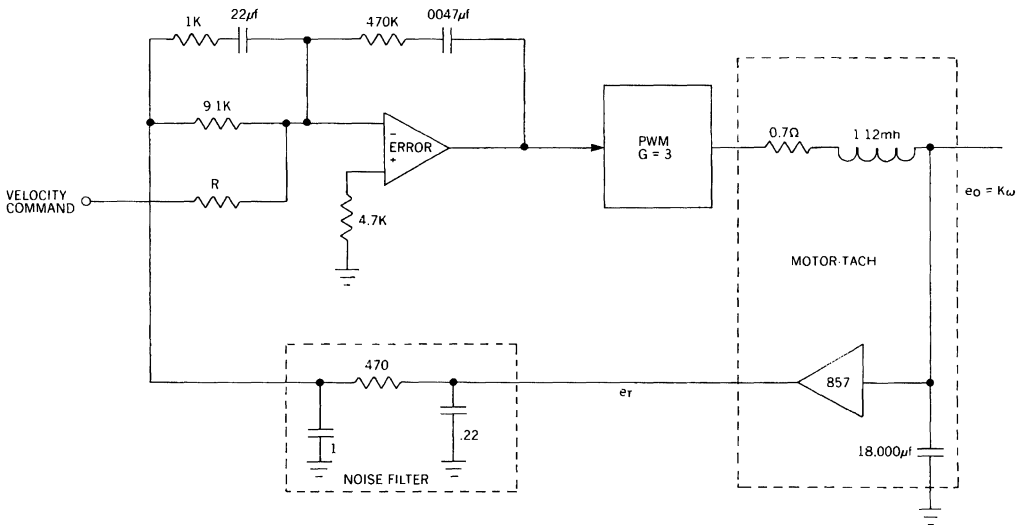 1K
22µf
470K
0047µf
9 1K
R
VELOCITY
COMMAND
−
ERROR
+
4.7K
PWM
G = 3
0.7Ω
1 12mh
eo = Kω
MOTOR-TACH
857
18,000µf
eT
470
1
.22
NOISE FILTER